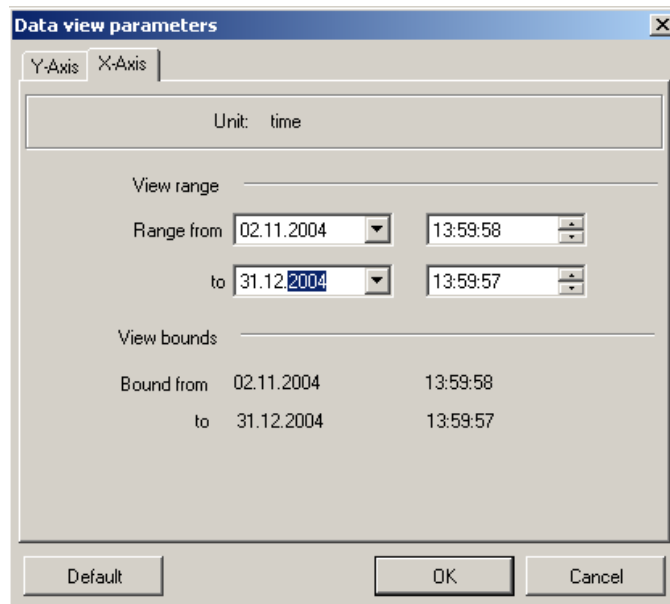 Data view parameters
Y-Axis X-Axis
Unit: time
View range
Range from 02.11.2004 13:59:58
to 31.12.2004 13:59:57
View bounds
Bound from 02.11.2004 13:59:58
to 31.12.2004 13:59:57
Default OK Cancel